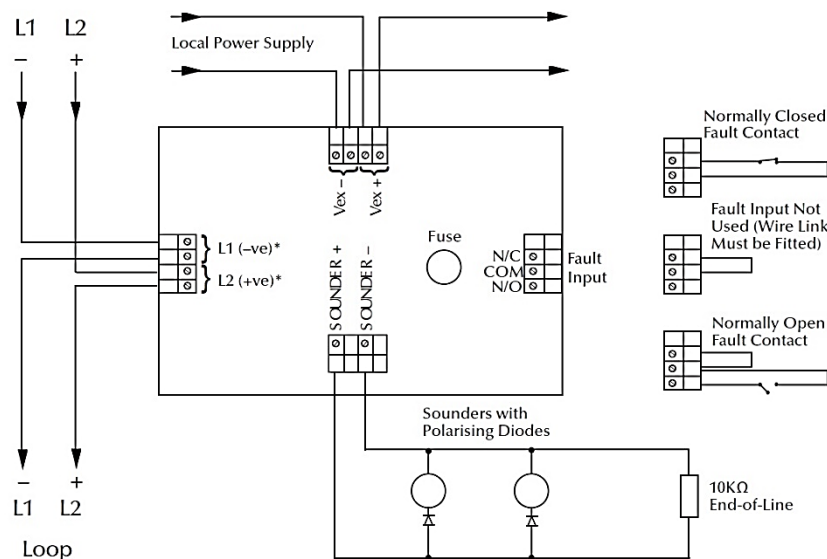 L1 L2
– +
Local Power Supply
Vex –
Vex +
L1 (–ve)*
L2 (+ve)*
SOUNDER +
SOUNDER –
Fuse
N/C
COM
N/O
Fault
Input
Normally Closed
Fault Contact
Fault Input Not
Used (Wire Link
Must be Fitted)
Normally Open
Fault Contact
Sounders with
Polarising Diodes
10KΩ
End-of-Line
– +
L1 L2
Loop